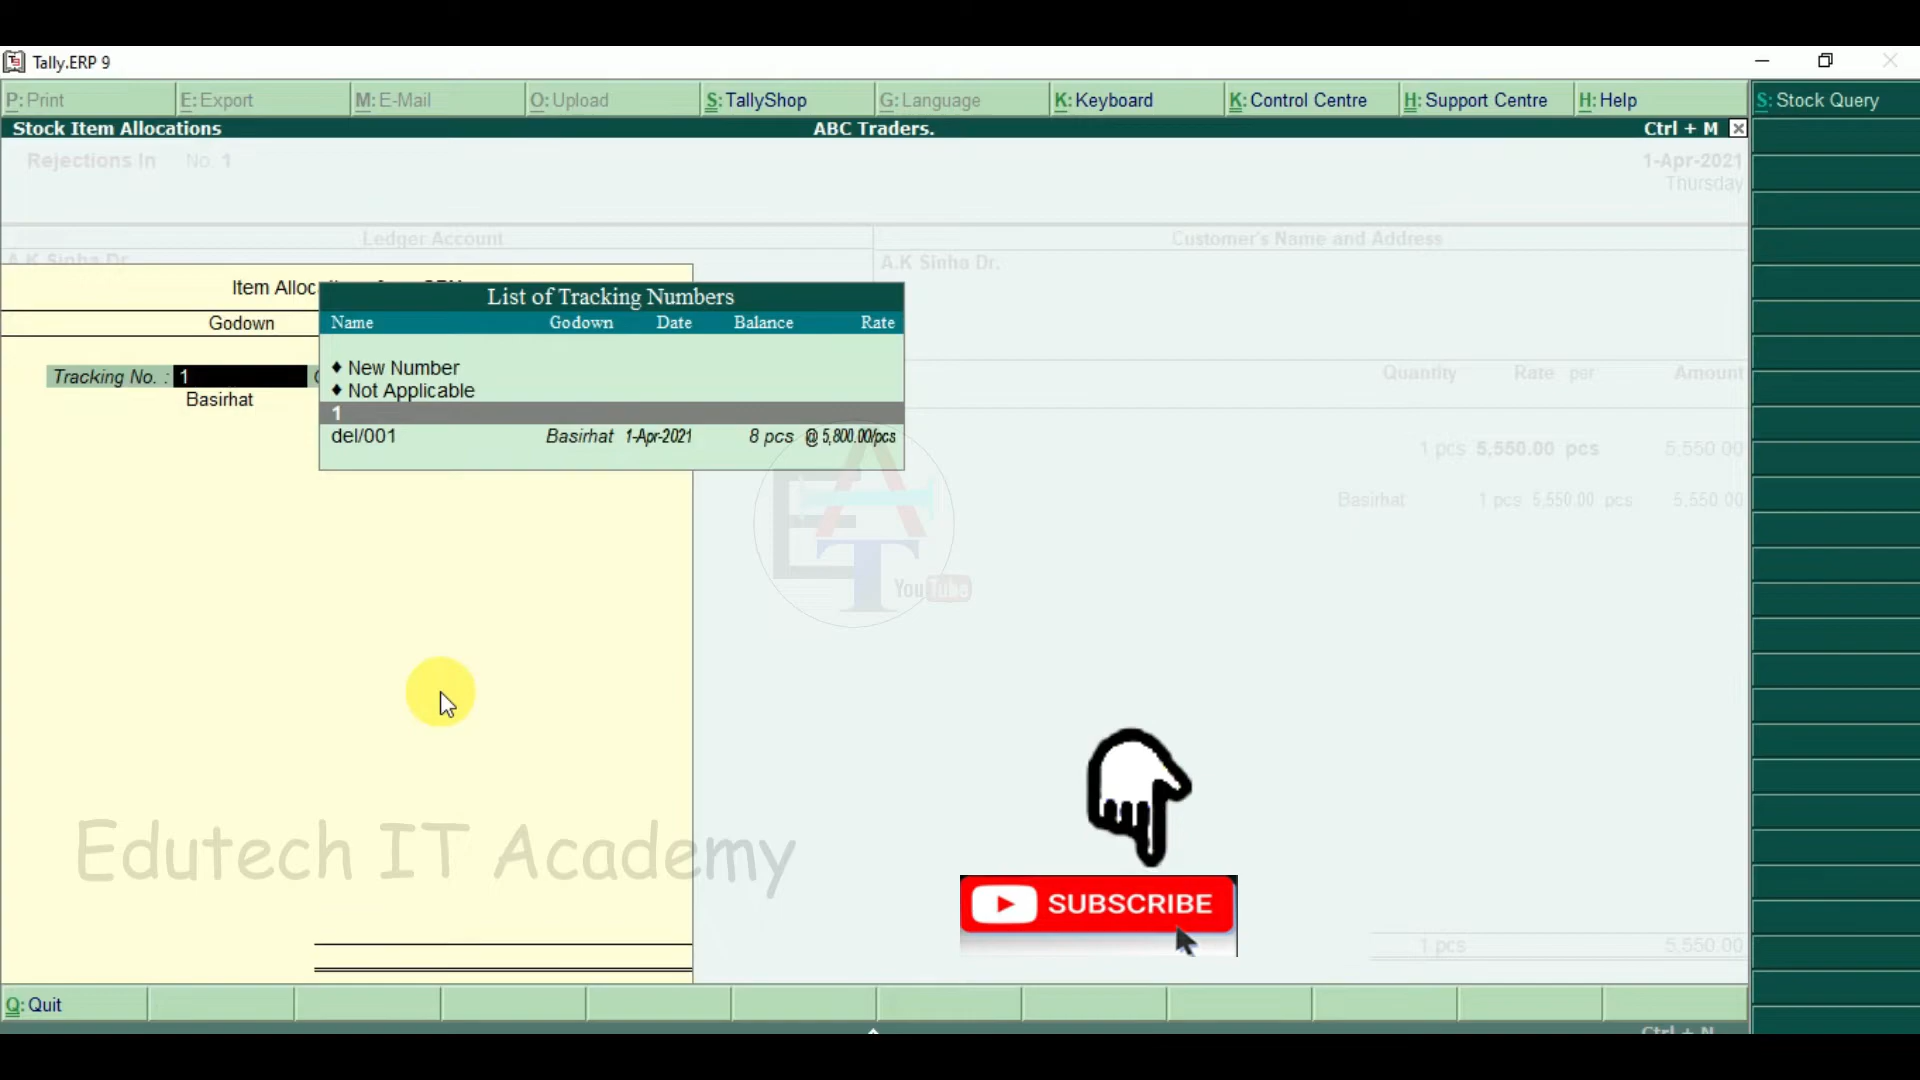 Tally.ERP 9
P: Print E: Export M: E-Mail O: Upload S: TallyShop G: Language K: Keyboard K: Control Centre H: Support Centre H: Help S: Stock Query
Stock Item Allocations ABC Traders. Ctrl + M
Rejections In No. 1 1-Apr-2021
Thursday
Ledger Account Customer's Name and Address
A.K Sinha Dr. A.K Sinha Dr.
Item Alloc
List of Tracking Numbers
Godown Name Godown Date Balance Rate
♦ New Number
Quantity Rate per Amount
Tracking No. : 1
♦ Not Applicable
Basirhat
1
del/001 Basirhat 1-Apr-2021 8 pcs @ 5,800.00/pcs
1 pcs 5,550.00 pcs 5,550.00
Basirhat 1 pcs 5,550.00 pcs 5,550.00
EAT
YouTube
Edutech IT Academy
SUBSCRIBE
1 pcs 5,550.00
Q: Quit
Ctrl + N